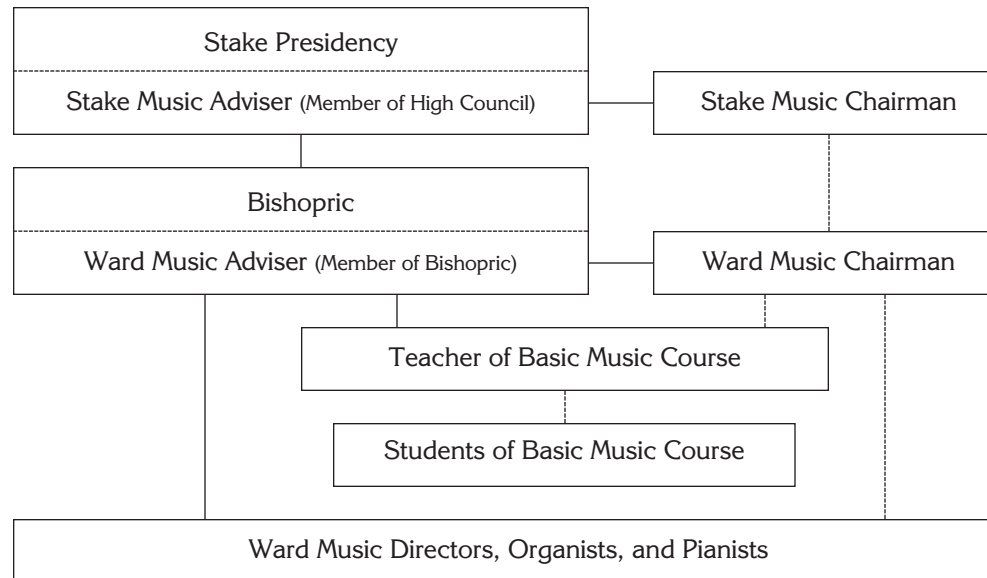 Stake Presidency
Stake Music Adviser (Member of High Council)
Stake Music Chairman
Bishopric
Ward Music Adviser (Member of Bishopric)
Ward Music Chairman
Teacher of Basic Music Course
Students of Basic Music Course
Ward Music Directors, Organists, and Pianists